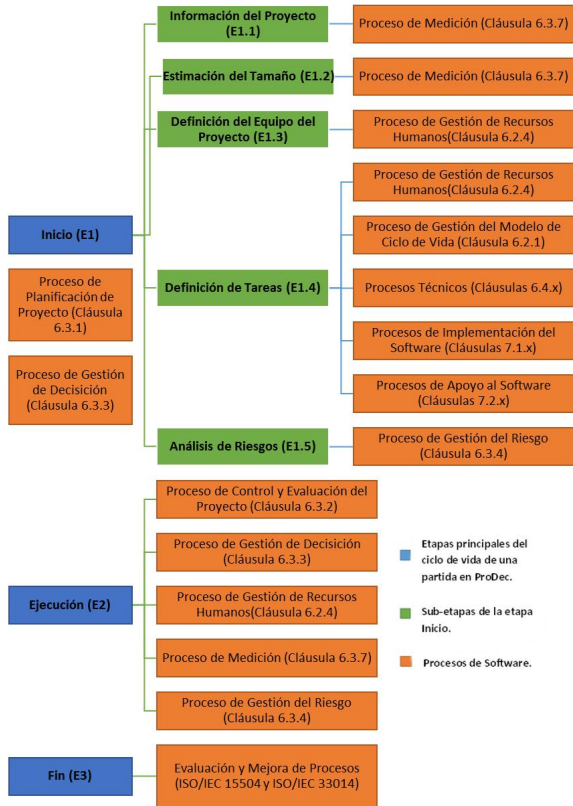 Información del Proyecto
(E1.1)
Proceso de Medición (Cláusula 6.3.7)
Estimación del Tamaño (E1.2)
Proceso de Medición (Cláusula 6.3.7)
Definición del Equipo del
Proyecto (E1.3)
Proceso de Gestión de Recursos
Humanos(Cláusula 6.2.4)
Inicio (E1)
Proceso de
Planificación de
Proyecto (Cláusula
6.3.1)
Proceso de Gestión
de Decisición
(Cláusula 6.3.3)
Definición de Tareas (E1.4)
Proceso de Gestión de Recursos
Humanos(Cláusula 6.2.4)
Proceso de Gestión del Modelo de
Ciclo de Vida (Cláusula 6.2.1)
Procesos Técnicos (Cláusulas 6.4.x)
Procesos de Implementación del
Software (Cláusulas 7.1.x)
Procesos de Apoyo al Software
(Cláusulas 7.2.x)
Análisis de Riesgos (E1.5)
Proceso de Gestión del Riesgo
(Cláusula 6.3.4)
Ejecución (E2)
Proceso de Control y Evaluación del
Proyecto (Cláusula 6.3.2)
Proceso de Gestión de Decisición
(Cláusula 6.3.3)
Proceso de Gestión de Recursos
Humanos(Cláusula 6.2.4)
Proceso de Medición (Cláusula 6.3.7)
Proceso de Gestión del Riesgo
(Cláusula 6.3.4)
Etapas principales del
ciclo de vida de una
partida en ProDec.
Sub-etapas de la etapa
Inicio.
Procesos de Software.
Fin (E3)
Evaluación y Mejora de Procesos
(ISO/IEC 15504 y ISO/IEC 33014)